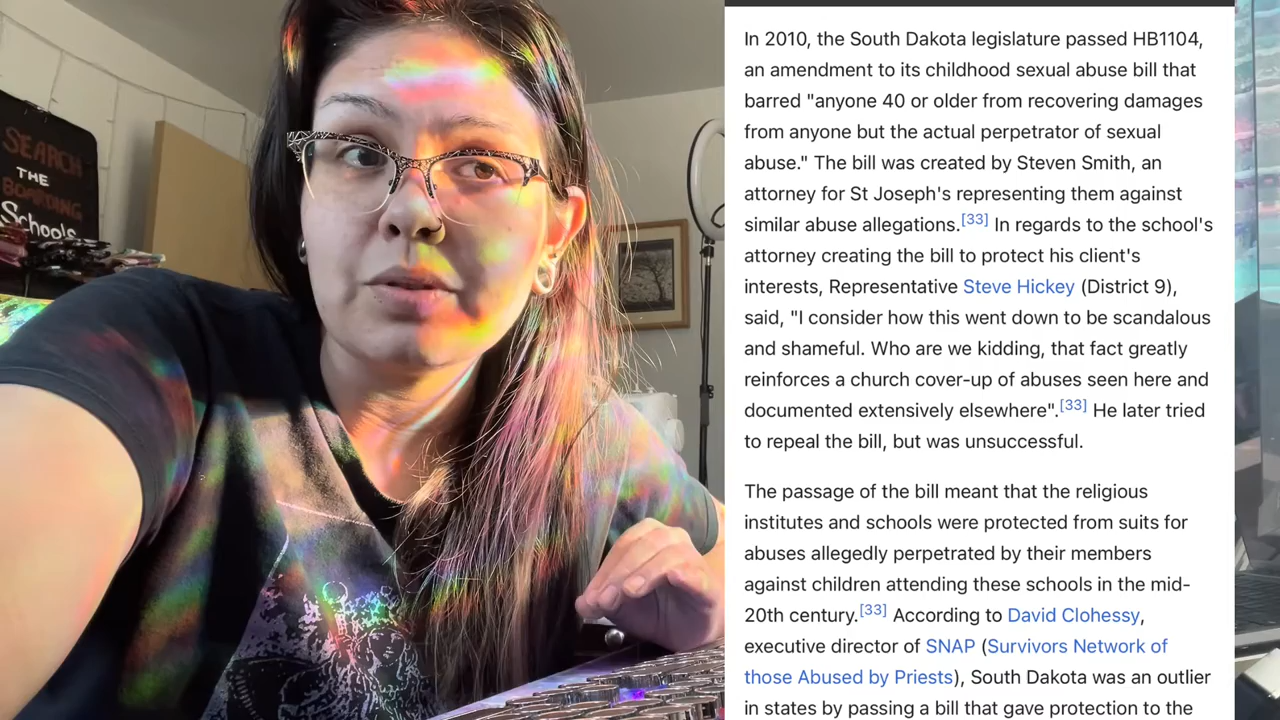 SEARCH
THE
BOARDING
Schools
In 2010, the South Dakota legislature passed HB1104,
an amendment to its childhood sexual abuse bill that
barred "anyone 40 or older from recovering damages
from anyone but the actual perpetrator of sexual
abuse." The bill was created by Steven Smith, an
attorney for St Joseph's representing them against
similar abuse allegations.[33] In regards to the school's
attorney creating the bill to protect his client's
interests, Representative Steve Hickey (District 9),
said, "I consider how this went down to be scandalous
and shameful. Who are we kidding, that fact greatly
reinforces a church cover-up of abuses seen here and
documented extensively elsewhere".[33] He later tried
to repeal the bill, but was unsuccessful.
The passage of the bill meant that the religious
institutes and schools were protected from suits for
abuses allegedly perpetrated by their members
against children attending these schools in the mid-
20th century.[33] According to David Clohessy,
executive director of SNAP (Survivors Network of
those Abused by Priests), South Dakota was an outlier
in states by passing a bill that gave protection to the